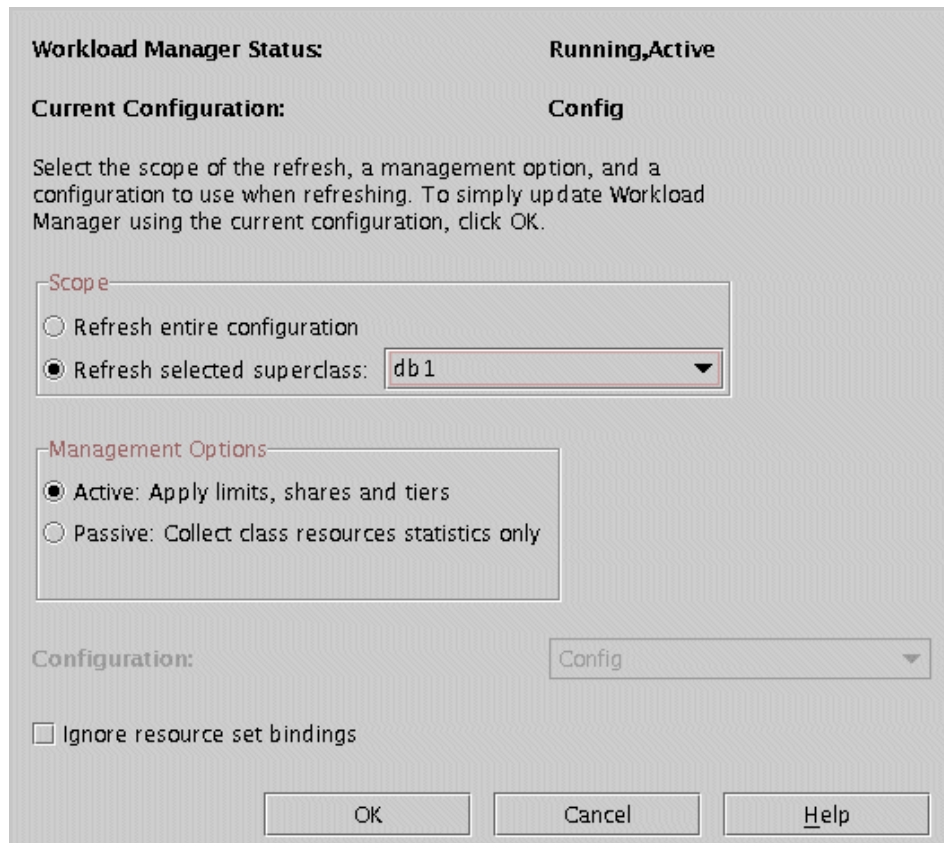 Workload Manager Status: Running,Active
Current Configuration: Config
Select the scope of the refresh, a management option, and a
configuration to use when refreshing. To simply update Workload
Manager using the current configuration, click OK.
Scope
Refresh entire configuration
Refresh selected superclass: db1
Management Options
Active: Apply limits, shares and tiers
Passive: Collect class resources statistics only
Configuration: Config
Ignore resource set bindings
OK Cancel Help